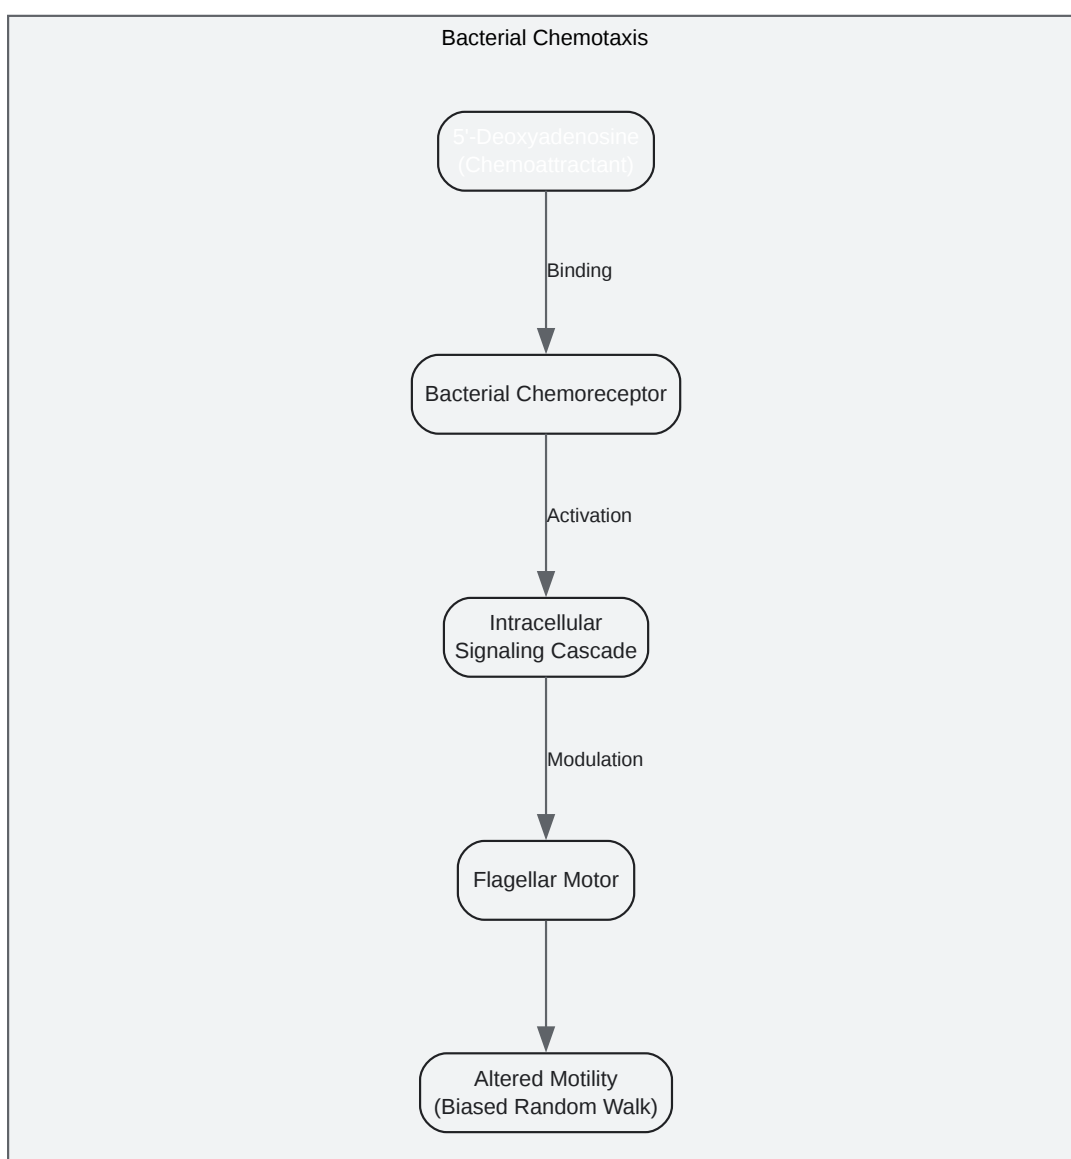 Bacterial Chemotaxis
5'-Deoxyadenosine
(Chemoattractant)
Binding
Bacterial Chemoreceptor
Activation
Intracellular
Signaling Cascade
Modulation
Flagellar Motor
Altered Motility
(Biased Random Walk)